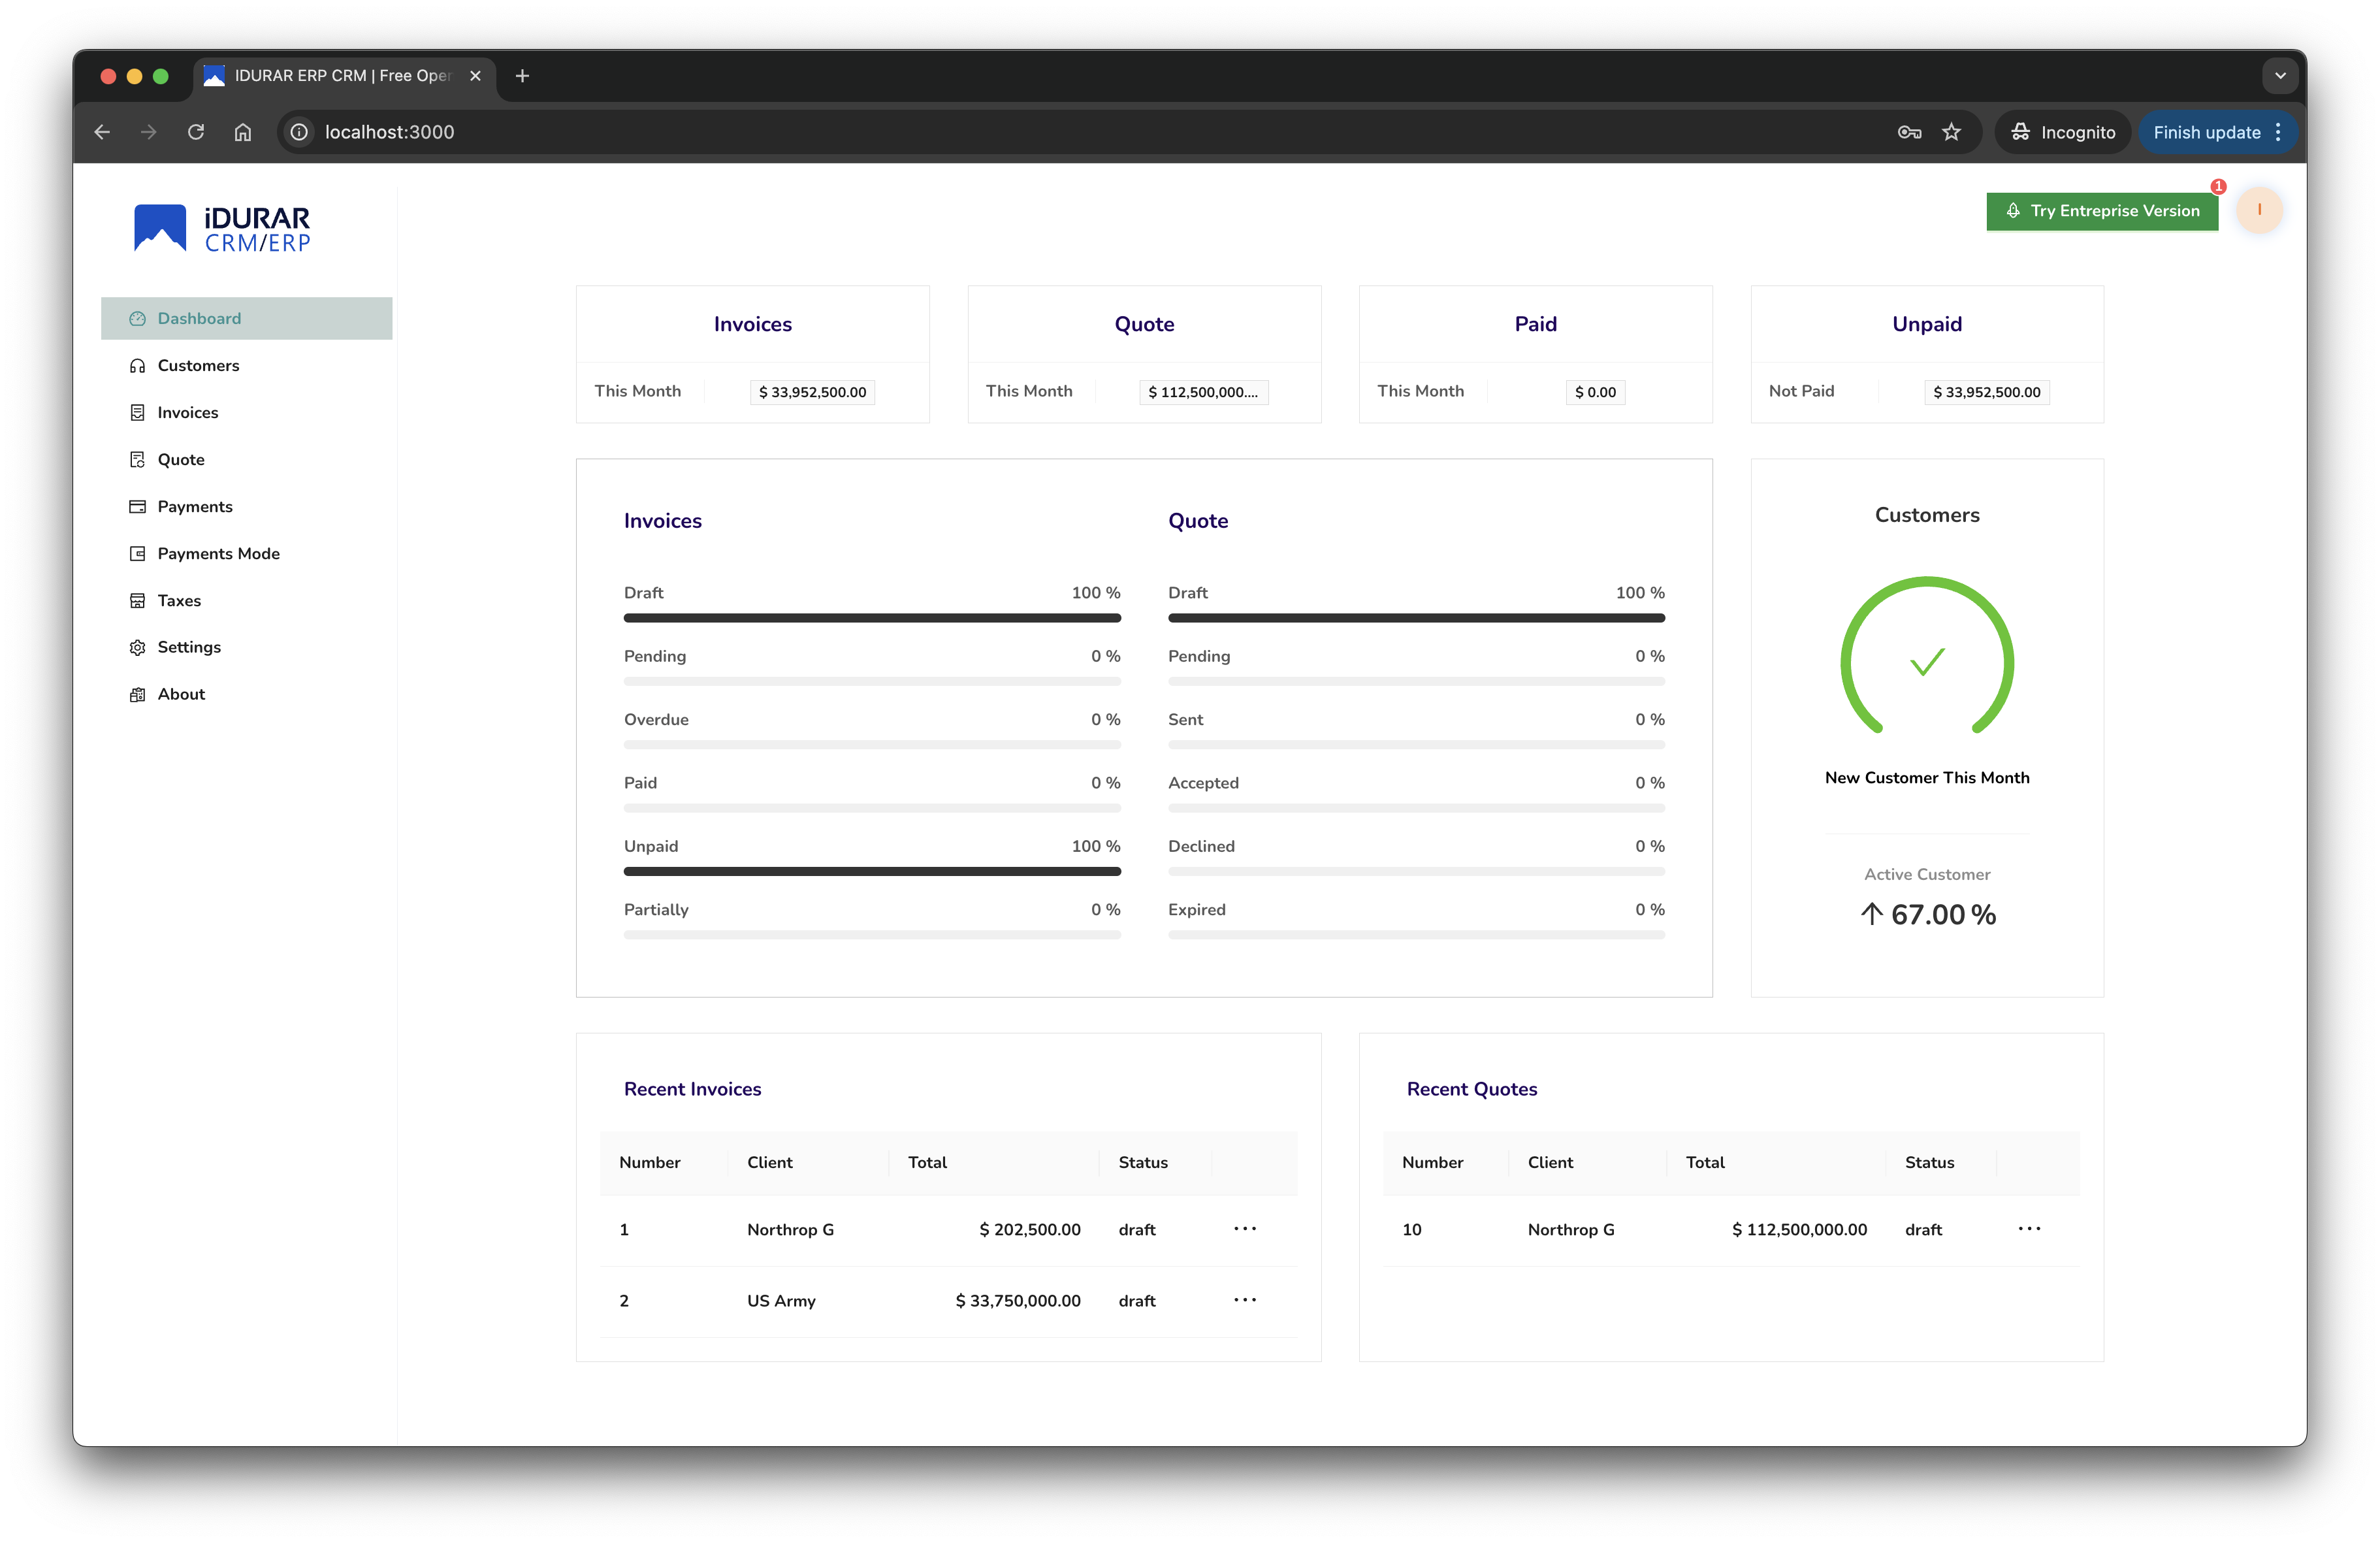 IDURAR ERP CRM | Free Open
localhost:3000
Incognito
Finish update
iDURAR
CRM/ERP
Try Entreprise Version
1
I
Dashboard
Customers
Invoices
Quote
Payments
Payments Mode
Taxes
Settings
About
Invoices
This Month $ 33,952,500.00
Quote
This Month $ 112,500,000....
Paid
This Month $ 0.00
Unpaid
Not Paid $ 33,952,500.00
Invoices
Draft 100 %
Pending 0 %
Overdue 0 %
Paid 0 %
Unpaid 100 %
Partially 0 %
Quote
Draft 100 %
Pending 0 %
Sent 0 %
Accepted 0 %
Declined 0 %
Expired 0 %
Customers
New Customer This Month
Active Customer
67.00 %
Recent Invoices
Number Client Total Status
1 Northrop G $ 202,500.00 draft
2 US Army $ 33,750,000.00 draft
Recent Quotes
Number Client Total Status
10 Northrop G $ 112,500,000.00 draft